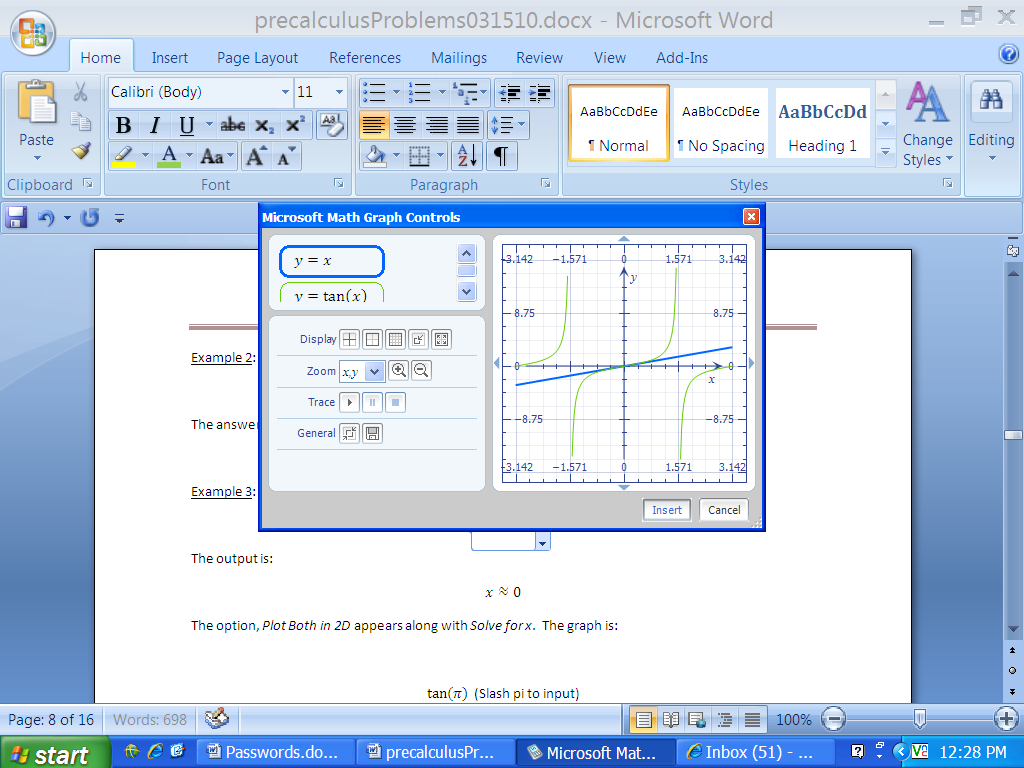 precalculusProblems031510.docx - Microsoft Word
Home Insert Page Layout References Mailings Review View Add-Ins
Calibri (Body) 11
AaBbCcDdEe AaBbCcDdEe AaBbCcDd
Paste ¶ Normal ¶ No Spacing Heading 1 Change Styles Editing
Clipboard Font Paragraph Styles
Microsoft Math Graph Controls
y = x
y = tan(x)
Display
Zoom x,y
Trace
General
-3.142 -1.571 0 1.571 3.142
y
8.75 8.75
0 0
x
-8.75 -8.75
-3.142 -1.571 0 1.571 3.142
Insert Cancel
Example 2:
The answe
Example 3:
The output is:
x ≈ 0
The option, Plot Both in 2D appears along with Solve for x. The graph is:
tan(π) (Slash pi to input)
Page: 8 of 16 Words: 698 100%
start Passwords.do... precalculusPr... Microsoft Mat... Inbox (51) - ... 12:28 PM